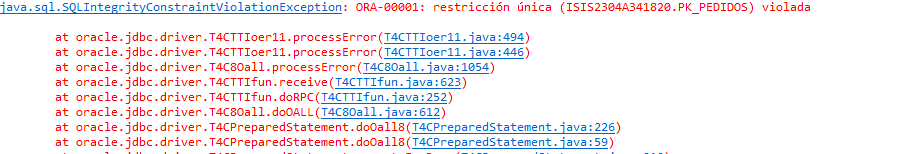 java.sql.SQLIntegrityConstraintViolationException: ORA-00001: restricción única (ISIS2304A341820.PK_PEDIDOS) violada
at oracle.jdbc.driver.T4CTTIoer11.processError(T4CTTIoer11.java:494)
at oracle.jdbc.driver.T4CTTIoer11.processError(T4CTTIoer11.java:446)
at oracle.jdbc.driver.T4C8Oall.processError(T4C8Oall.java:1054)
at oracle.jdbc.driver.T4CTTIfun.receive(T4CTTIfun.java:623)
at oracle.jdbc.driver.T4CTTIfun.doRPC(T4CTTIfun.java:252)
at oracle.jdbc.driver.T4C8Oall.doOALL(T4C8Oall.java:612)
at oracle.jdbc.driver.T4CPreparedStatement.doOall8(T4CPreparedStatement.java:226)
at oracle.jdbc.driver.T4CPreparedStatement.doOall8(T4CPreparedStatement.java:59)